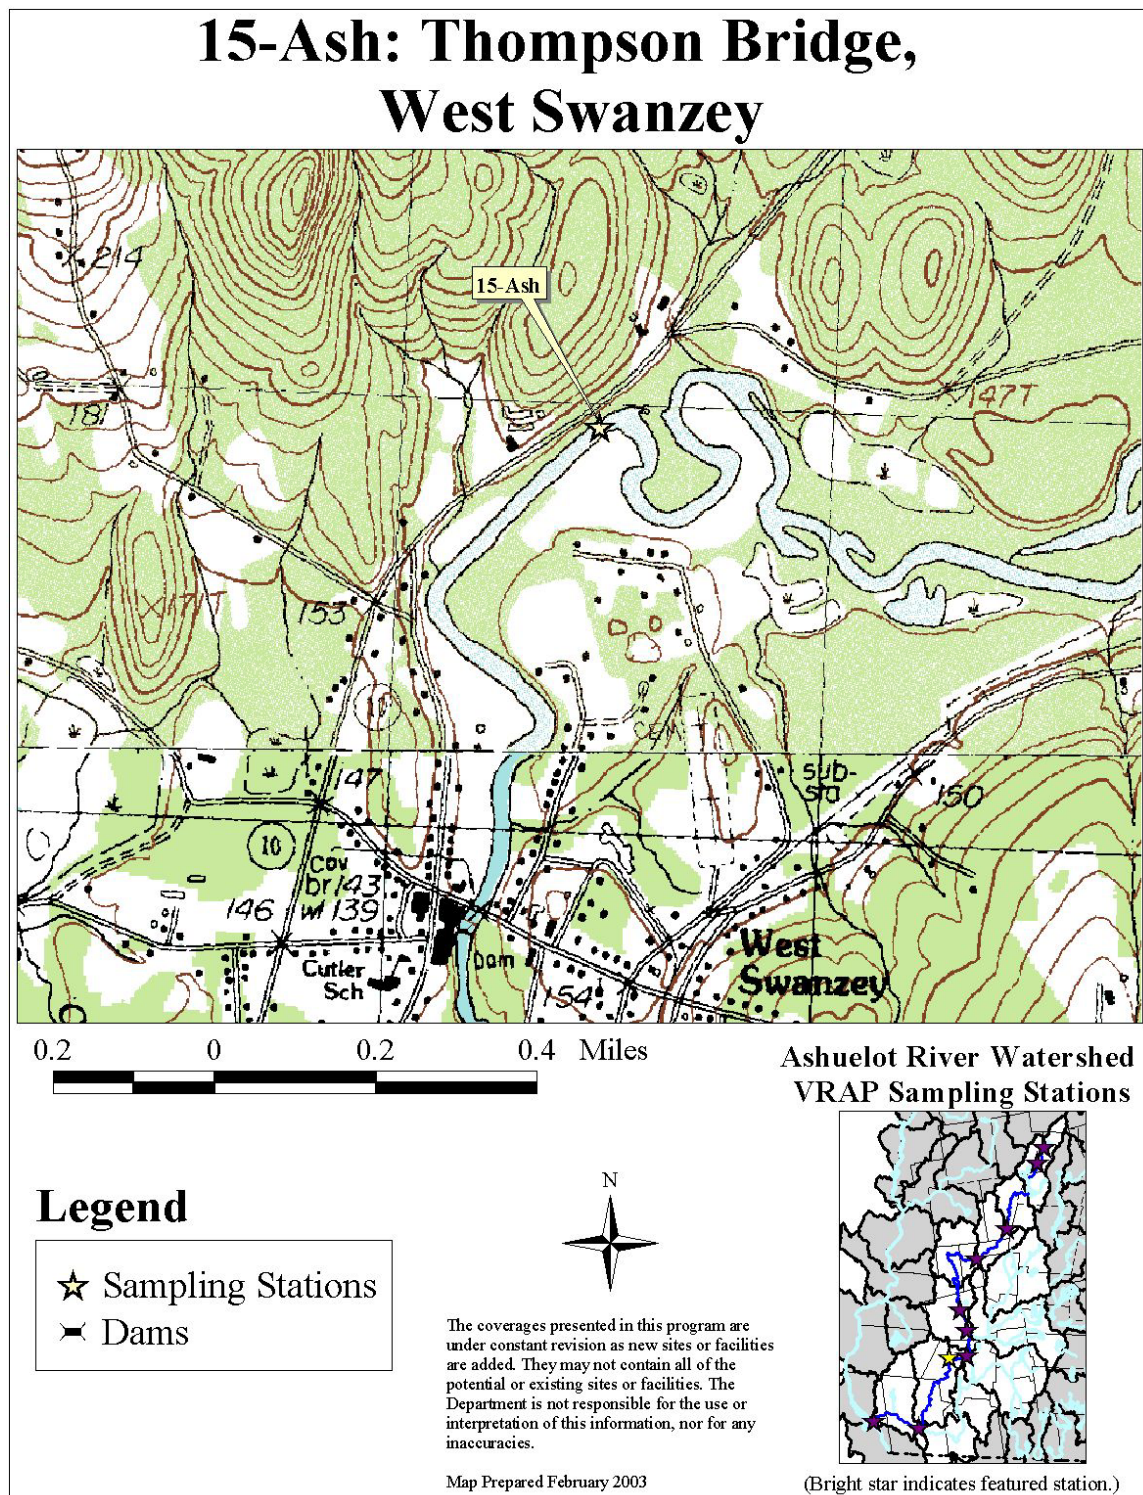 15-Ash: Thompson Bridge,
West Swanzey
214
15-Ash
147T
181
153
171T
11
CEM
147
Sub-
sta
150
10
Cov
br 143
146
wl 139
Cutler
Sch
Dam
154
West
Swanzey
0.2 0 0.2 0.4 Miles
Ashuelot River Watershed
VRAP Sampling Stations
N
Legend
Sampling Stations
Dams
The coverages presented in this program are
under constant revision as new sites or facilities
are added. They may not contain all of the
potential or existing sites or facilities. The
Department is not responsible for the use or
interpretation of this information, nor for any
inaccuracies.
Map Prepared February 2003
(Bright star indicates featured station.)